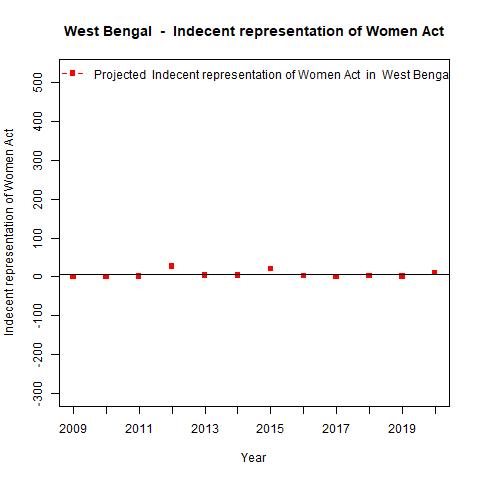 West Bengal - Indecent representation of Women Act
Projected Indecent representation of Women Act in West Benga
Indecent representation of Women Act
500
400
300
200
100
0
-100
-200
-300
2009 2011 2013 2015 2017 2019
Year